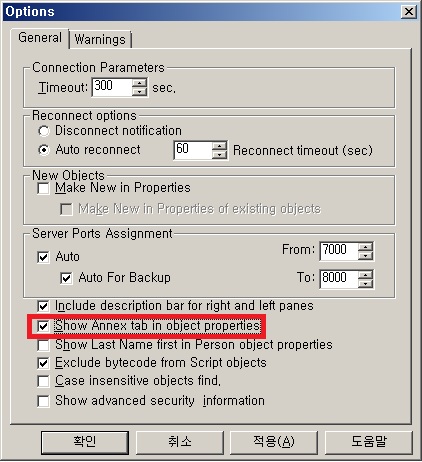 Options
General
Warnings
Connection Parameters
Timeout: 300 sec.
Reconnect options
Disconnect notification
Auto reconnect 60 Reconnect timeout (sec)
New Objects
Make New in Properties
Make New in Properties of existing objects
Server Ports Assignment
Auto
From: 7000
Auto For Backup
To: 8000
Include description bar for right and left panes
Show Annex tab in object properties
Show Last Name first in Person object properties
Exclude bytecode from Script objects
Case insensitive objects find.
Show advanced security information
확인
취소
적용(A)
도움말